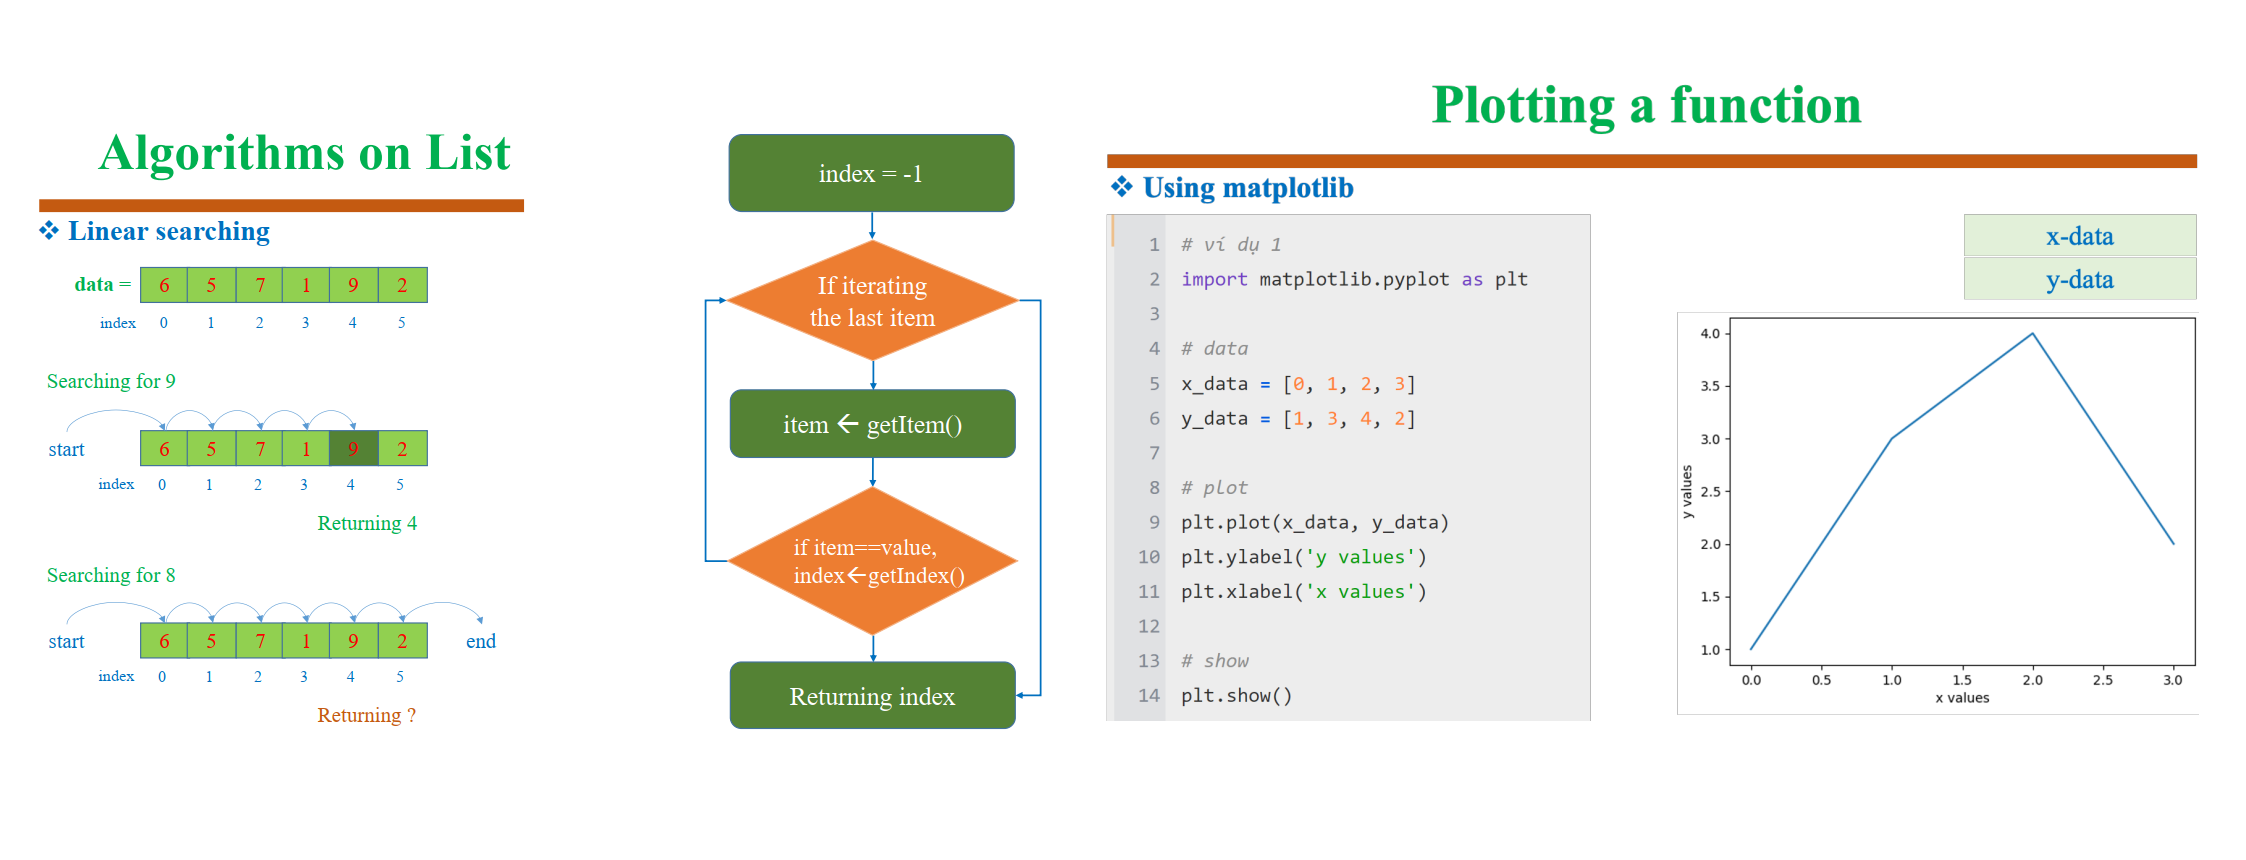 Algorithms on List
❖ Linear searching
data = 6 5 7 1 9 2
index 0 1 2 3 4 5
Searching for 9
start 6 5 7 1 9 2
index 0 1 2 3 4 5
Returning 4
Searching for 8
start 6 5 7 1 9 2 end
index 0 1 2 3 4 5
Returning ?
index = -1
If iterating
the last item
item ← getItem()
if item==value,
index←getIndex()
Returning index
Plotting a function
❖ Using matplotlib
1 # ví dụ 1
2 import matplotlib.pyplot as plt
3
4 # data
5 x_data = [0, 1, 2, 3]
6 y_data = [1, 3, 4, 2]
7
8 # plot
9 plt.plot(x_data, y_data)
10 plt.ylabel('y values')
11 plt.xlabel('x values')
12
13 # show
14 plt.show()
x-data
y-data
4.0
3.5
3.0
2.5
2.0
1.5
1.0
y values
0.0 0.5 1.0 1.5 2.0 2.5 3.0
x values